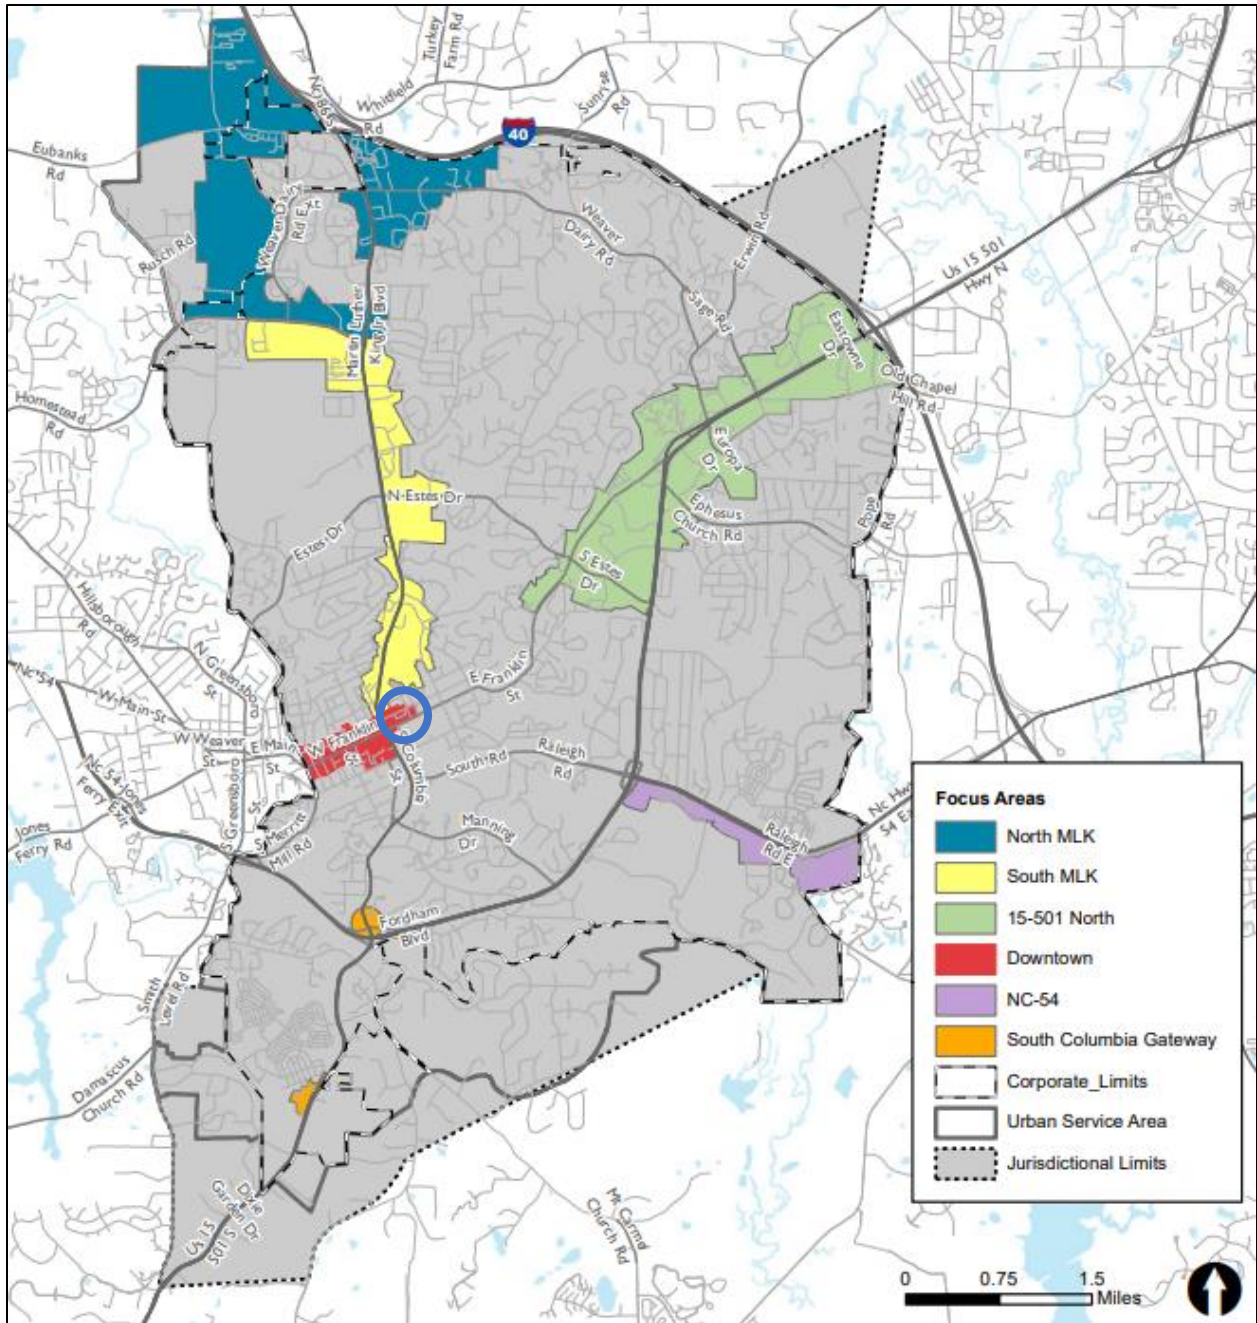 Turkey
Farm Rd
NC 86 S
Whitfield
Rd
Sunrise
Rd
40
Eubanks
Rd
Weaver Dairy
Rd Ext
Rusch Rd
Weaver
Dairy Rd
Erwin Rd
Us 15 501
Hwy N
Sage Rd
Eastowne
Dr
Martin Luther
King Jr Blvd
Old Chapel
Hill Rd
Homestead
Rd
Europa
Dr
N Estes Dr
Ephesus
Church Rd
Pope
Rd
Estes Dr
S Estes
Dr
Hillsborough
Rd
N Greensboro
St
E Franklin
St
Nc 54
W Main St
W Weaver
St
E Main
St
W Franklin
St
S Columbia
St
South Rd
Raleigh
Rd
Nc 54-Jones
Ferry Exit
S Greensboro
St
S Merritt
Mill Rd
Manning
Dr
Jones
Ferry Rd
Raleigh
Rd E
Nc Hwy
54 E
Fordham
Blvd
Smith
Level Rd
Damascus
Church Rd
Dixie
Garden Dr
Us 15
501 S
Mt Carmel
Church Rd
Focus Areas
North MLK
South MLK
15-501 North
Downtown
NC-54
South Columbia Gateway
Corporate_Limits
Urban Service Area
Jurisdictional Limits
0 0.75 1.5
Miles